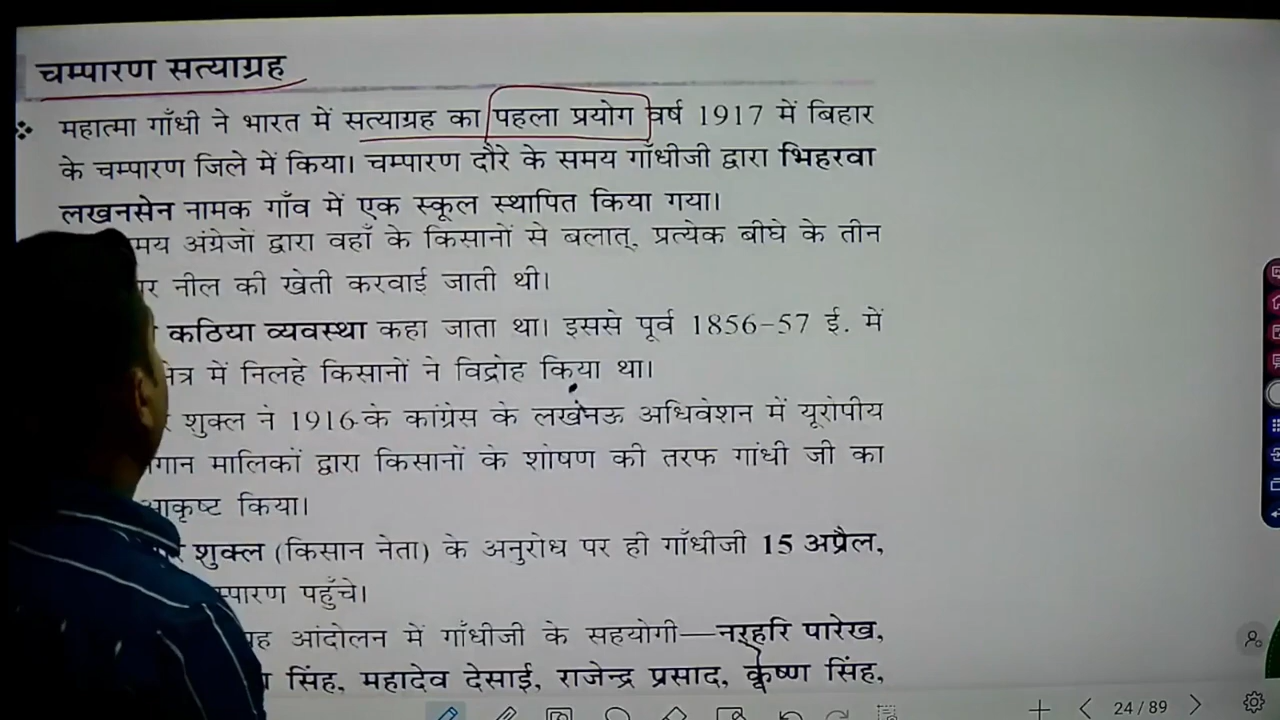 चम्पारण सत्याग्रह
महात्मा गाँधी ने भारत में सत्याग्रह का पहला प्रयोग वर्ष 1917 में बिहार
के चम्पारण जिले में किया। चम्पारण दौरे के समय गाँधीजी द्वारा भिहरवा
लखनसेन नामक गाँव में एक स्कूल स्थापित किया गया।
अंग्रेजों द्वारा वहाँ के किसानों से बलात्, प्रत्येक बीघे के तीन
नील की खेती करवाई जाती थी।
कठिया व्यवस्था कहा जाता था। इससे पूर्व 1856-57 ई. में
में निलहे किसानों ने विद्रोह किया था।
शुक्ल ने 1916 के कांग्रेस के लखनऊ अधिवेशन में यूरोपीय
मालिकों द्वारा किसानों के शोषण की तरफ गांधी जी का
आकृष्ट किया।
शुक्ल (किसान नेता) के अनुरोध पर ही गाँधीजी 15 अप्रैल,
पहुँचे।
आंदोलन में गाँधीजी के सहयोगी—नरहरि पारेख,
सिंह, महादेव देसाई, राजेन्द्र प्रसाद, कृष्ण सिंह,
24/89